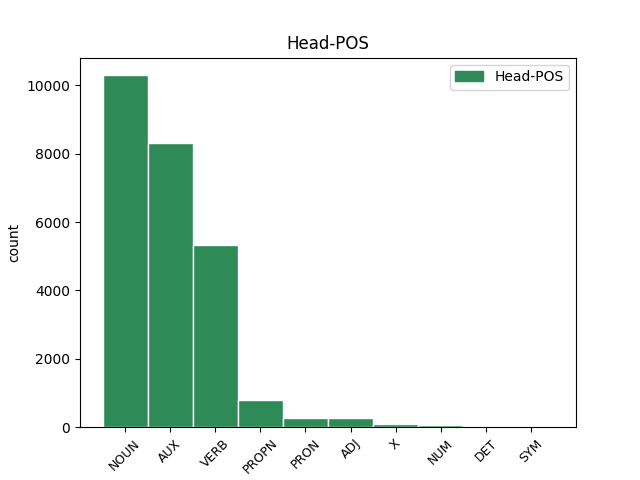 Head-POS
Head-POS
count
10000
8000
6000
4000
2000
0
NOUN
AUX
VERB
PROPN
PRON
ADJ
X
NUM
DET
SYM